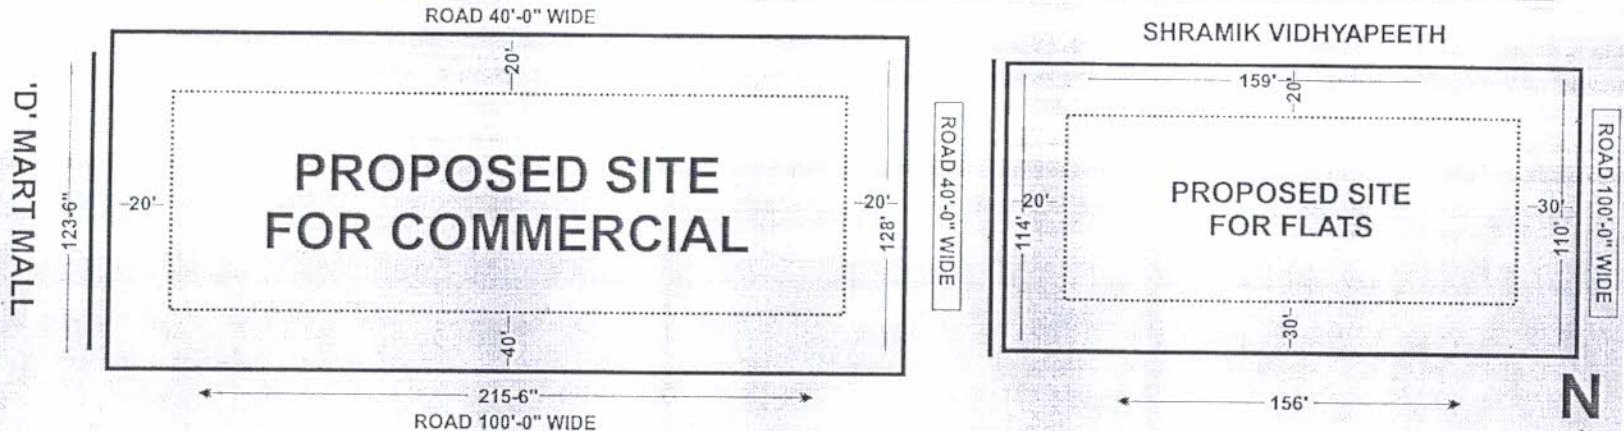 ROAD 40'-0" WIDE
'D' MART MALL
123-6"
20'
20'
PROPOSED SITE
FOR COMMERCIAL
20'
128'
40'
215-6"
ROAD 100'-0" WIDE
ROAD 40'-0" WIDE
SHRAMIK VIDHYAPEETH
159'
20'
20'
114'
PROPOSED SITE
FOR FLATS
30'
110'
30'
156'
ROAD 100'-0" WIDE
N